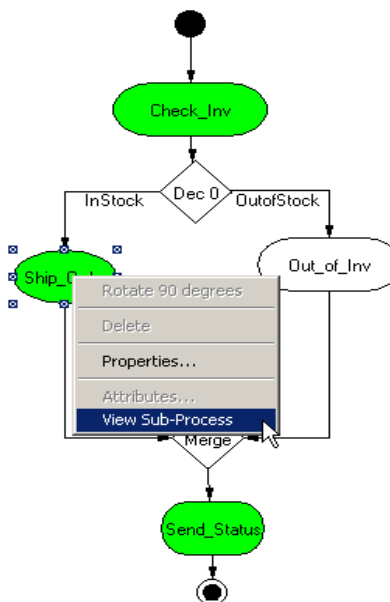 Check_Inv
Dec 0
InStock
OutofStock
Out_of_Inv
Rotate 90 degrees
Delete
Properties...
Attributes...
View Sub-Process
Merge
Send_Status